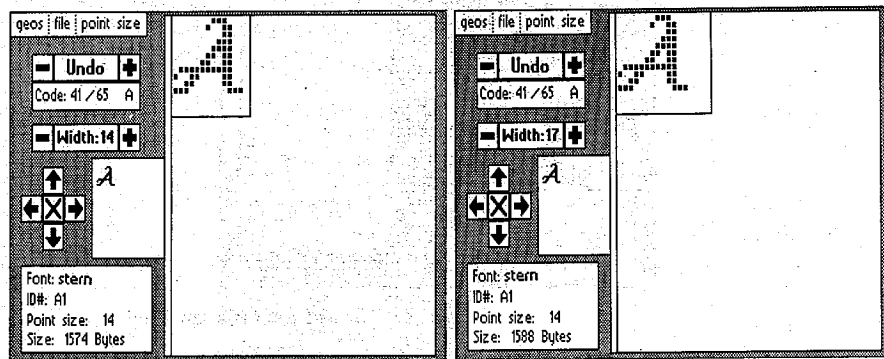 geos file point size
Undo
Code: 41/65 A
Width:14
A
Font: stern
ID#: A1
Point size: 14
Size: 1574 Bytes
geos file point size
Undo
Code: 41/65 A
Width:17
A
Font: stern
ID#: A1
Point size: 14
Size: 1588 Bytes